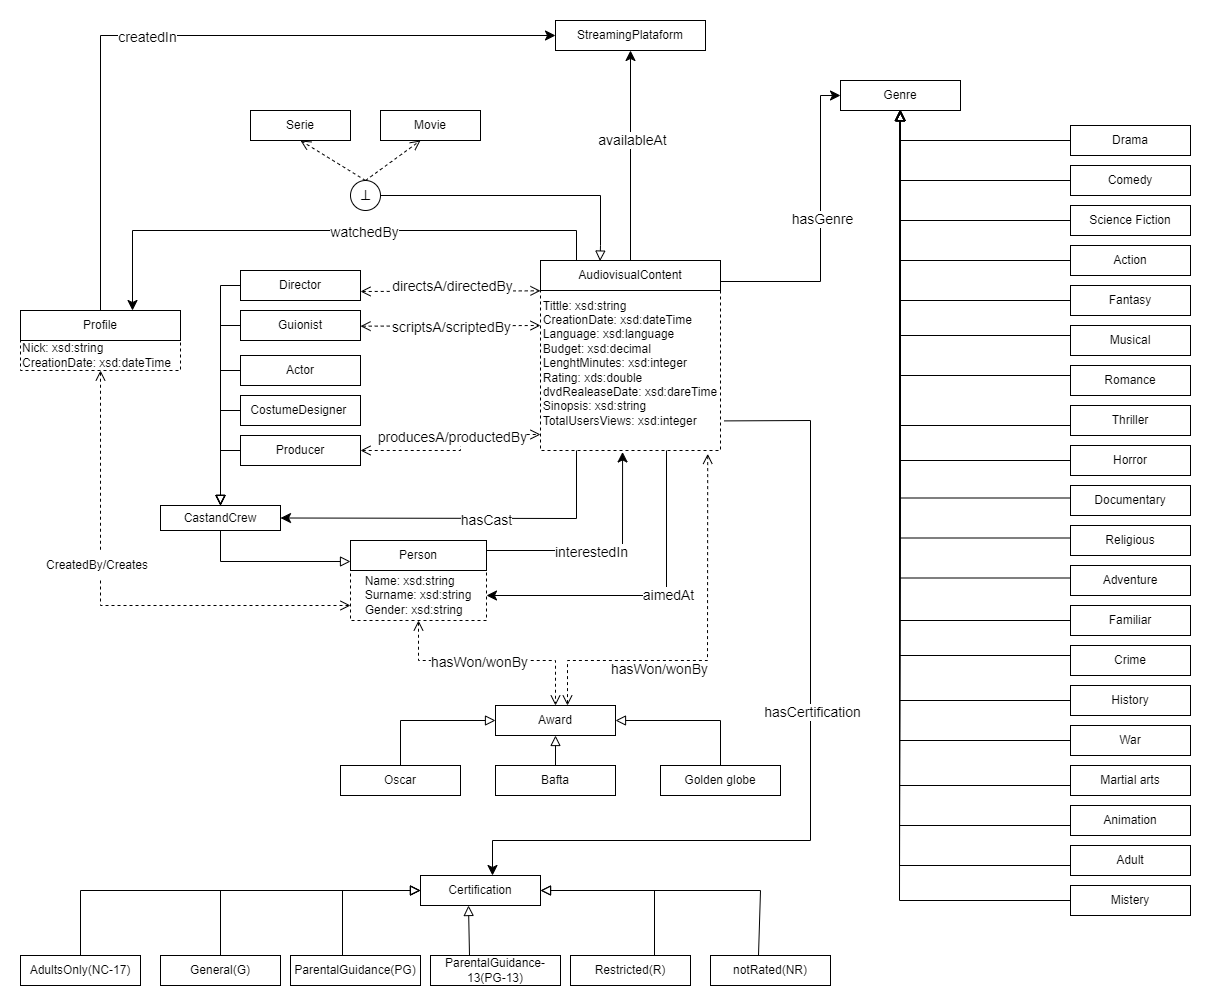 createdIn
StreamingPlataform
Genre
Serie
Movie
availableAt
Drama
Comedy
Science Fiction
Action
Fantasy
Musical
Romance
Thriller
Horror
Documentary
Religious
Adventure
Familiar
Crime
History
War
Martial arts
Animation
Adult
Mistery
⊥
hasGenre
watchedBy
AudiovisualContent
Tittle: xsd:string
CreationDate: xsd:dateTime
Language: xsd:language
Budget: xsd:decimal
LenghtMinutes: xsd:integer
Rating: xds:double
dvdRealeaseDate: xsd:dareTime
Sinopsis: xsd:string
TotalUsersViews: xsd:integer
Director
directsA/directedBy
Profile
Nick: xsd:string
CreationDate: xsd:dateTime
Guionist
scriptsA/scriptedBy
Actor
CostumeDesigner
Producer
producesA/productedBy
CastandCrew
hasCast
Person
Name: xsd:string
Surname: xsd:string
Gender: xsd:string
interestedIn
CreatedBy/Creates
aimedAt
hasWon/wonBy
hasWon/wonBy
hasCertification
Award
Oscar
Bafta
Golden globe
Certification
AdultsOnly(NC-17)
General(G)
ParentalGuidance(PG)
ParentalGuidance-
13(PG-13)
Restricted(R)
notRated(NR)